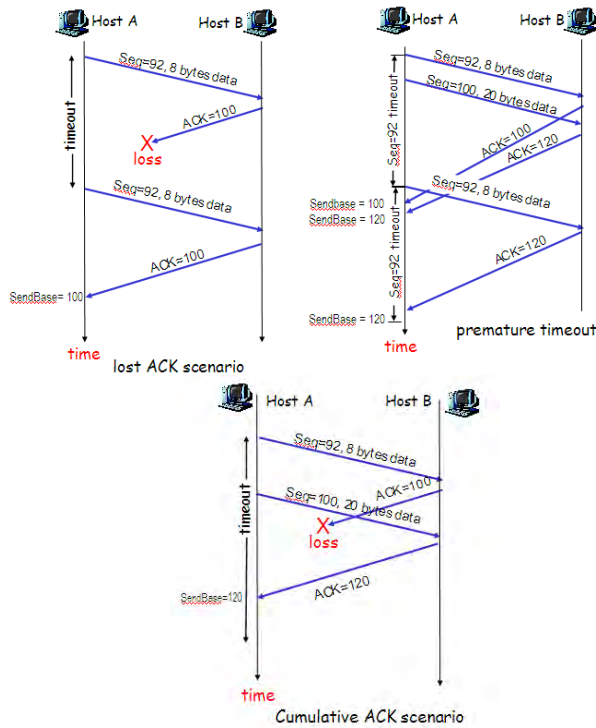 Host A
Host B
Seq=92, 8 bytes data
timeout
ACK=100
X
loss
Seq=92, 8 bytes data
ACK=100
SendBase= 100
time
lost ACK scenario
Host A
Host B
Seq=92, 8 bytes data
Seq=100, 20 bytes data
Seq=92 timeout
ACK=100
ACK=120
Seq=92, 8 bytes data
Sendbase = 100
SendBase = 120
Seq=92 timeout
ACK=120
SendBase = 120
premature timeout
time
Host A
Host B
Seq=92, 8 bytes data
timeout
ACK=100
Seq=100, 20 bytes data
X
loss
ACK=120
SendBase=120
time
Cumulative ACK scenario